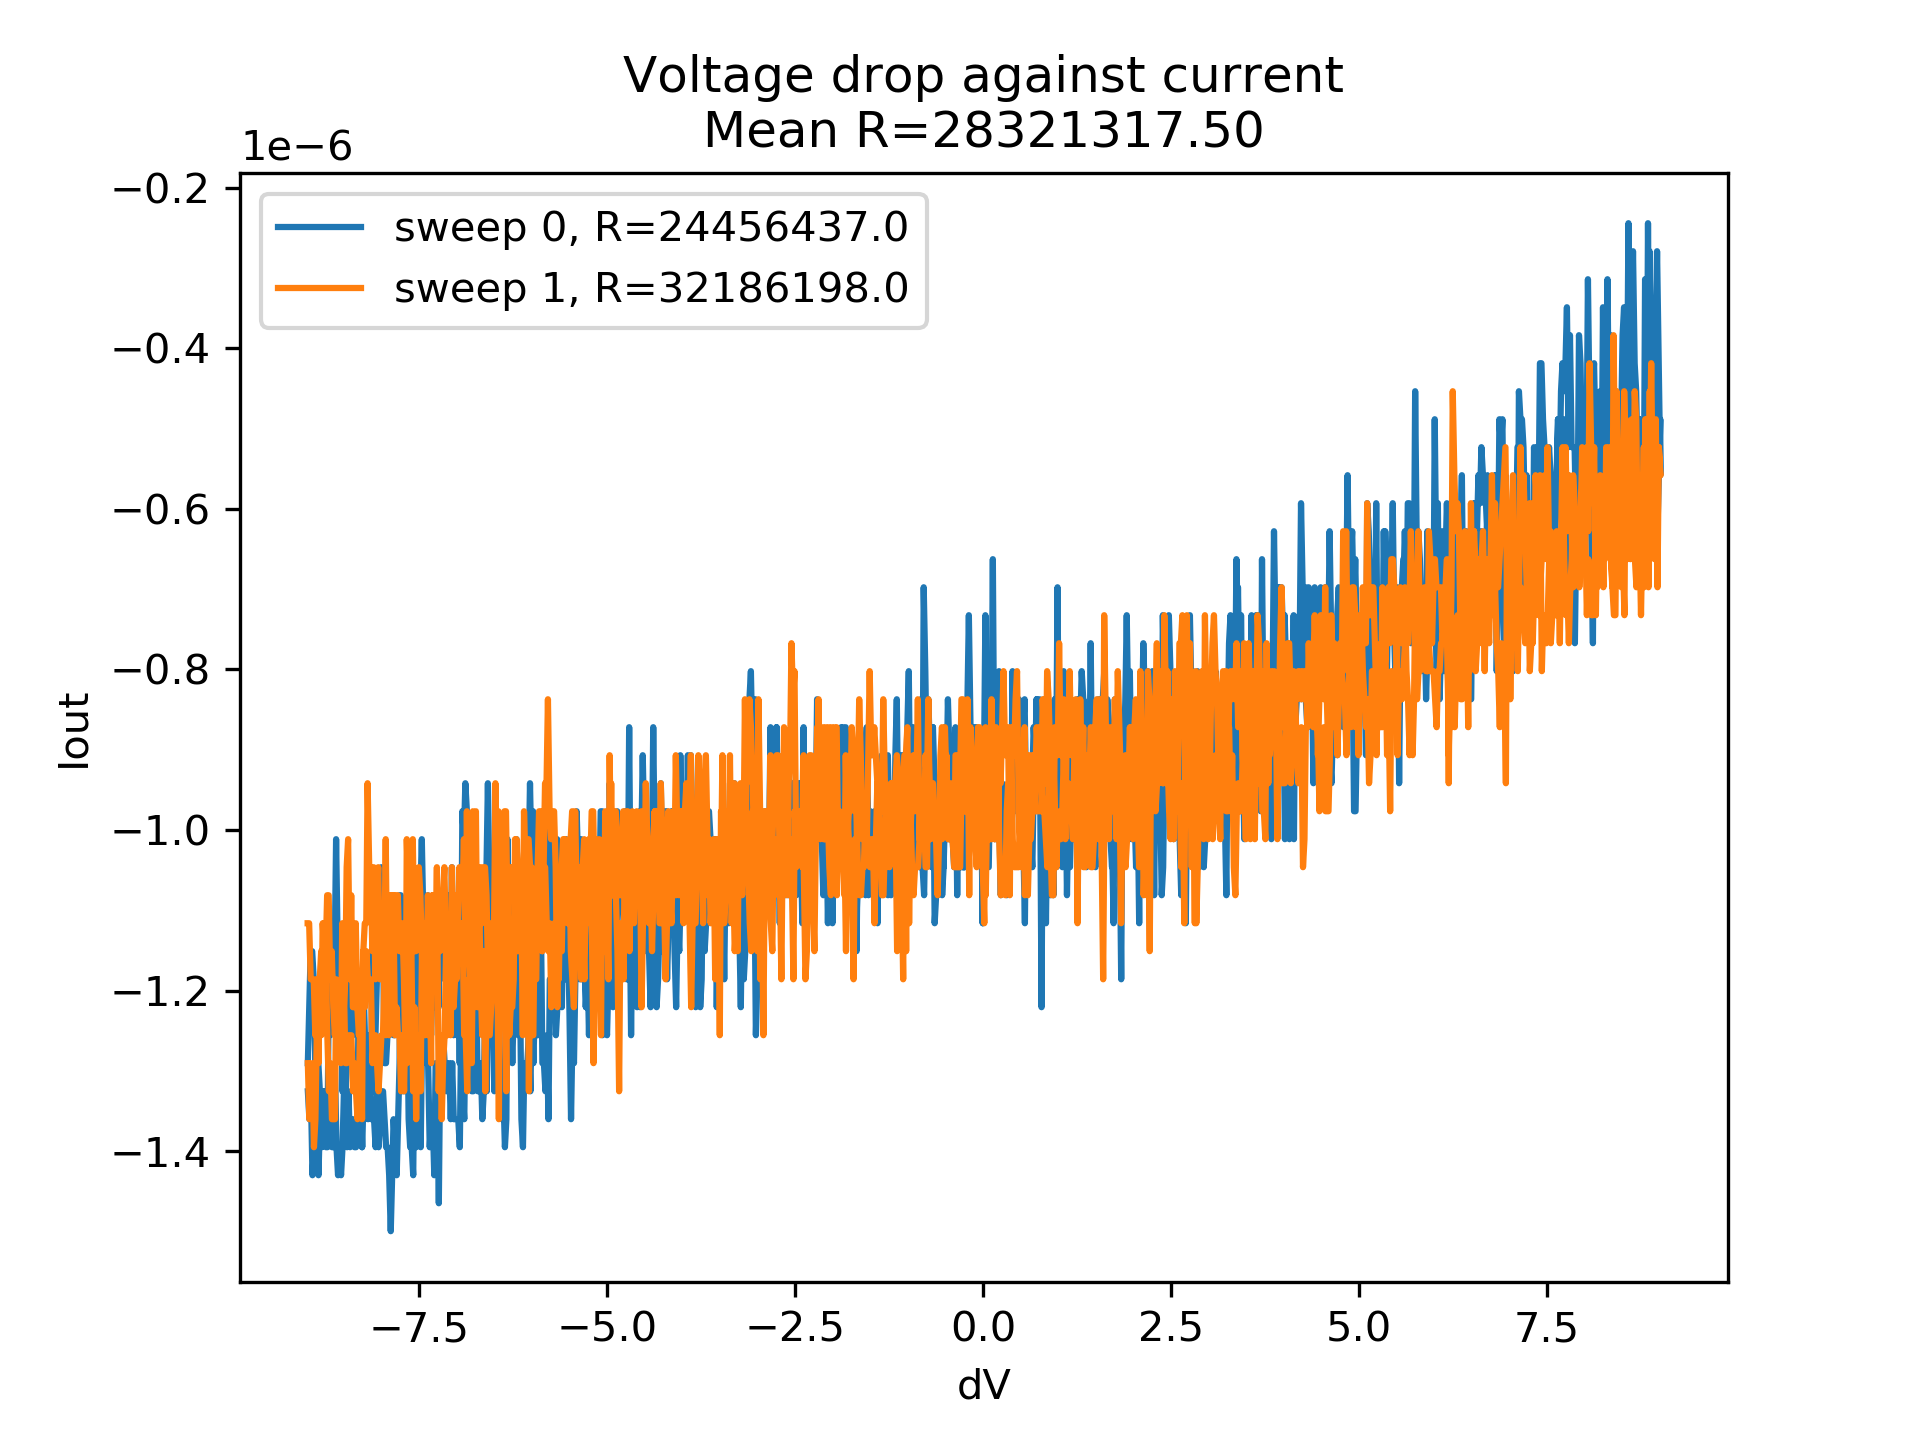 Voltage drop against current
Mean R=28321317.50
1e−6
sweep 0, R=24456437.0
sweep 1, R=32186198.0
−0.2
−0.4
−0.6
−0.8
−1.0
−1.2
−1.4
Iout
−7.5
−5.0
−2.5
0.0
2.5
5.0
7.5
dV